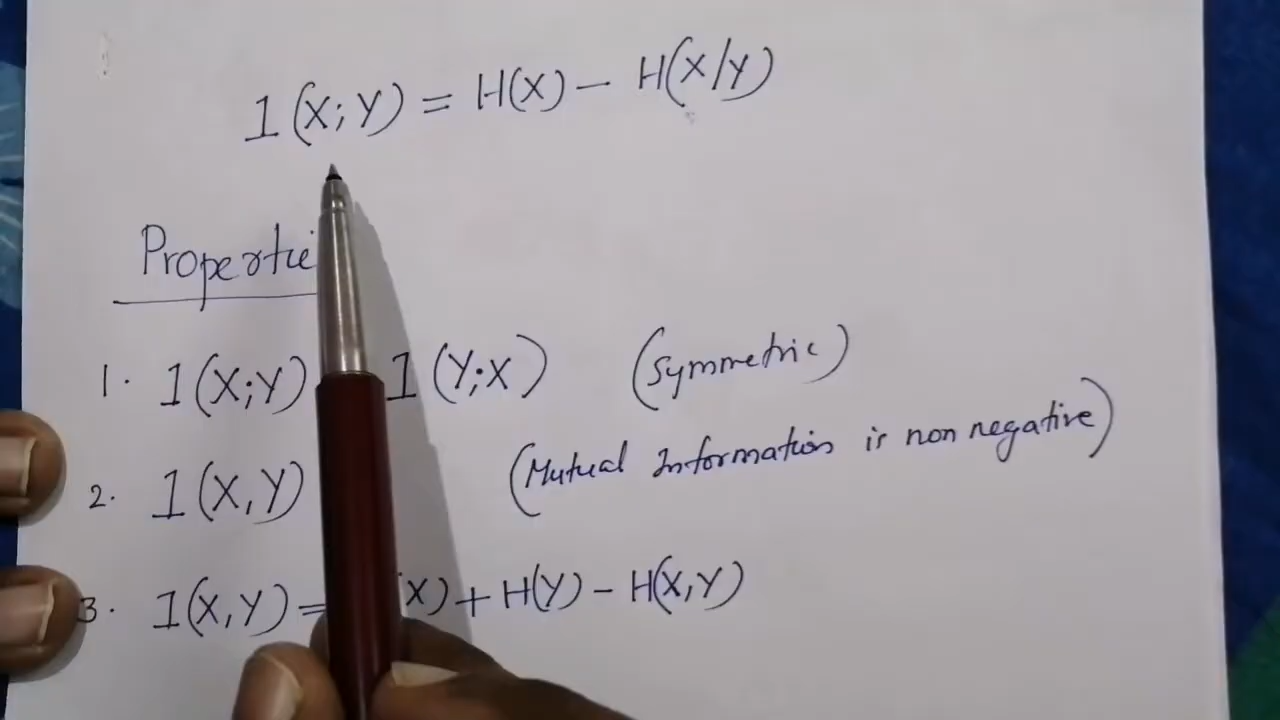 I(X;Y) = H(X) - H(X/Y)
Propertie
1. I(X;Y) I(Y;X) (Symmetric)
2. I(X,Y) (Mutual Information is non negative)
3. I(X,Y) = X) + H(Y) - H(X,Y)